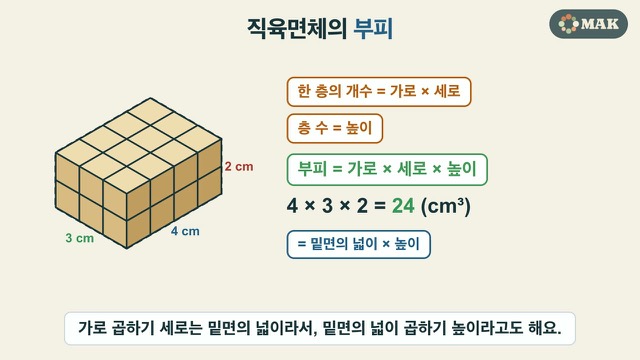 직육면체의 부피
MAK
한 층의 개수 = 가로 × 세로
층 수 = 높이
부피 = 가로 × 세로 × 높이
4 × 3 × 2 = 24 (cm³)
= 밑면의 넓이 × 높이
2 cm
3 cm
4 cm
가로 곱하기 세로는 밑면의 넓이라서, 밑면의 넓이 곱하기 높이라고도 해요.